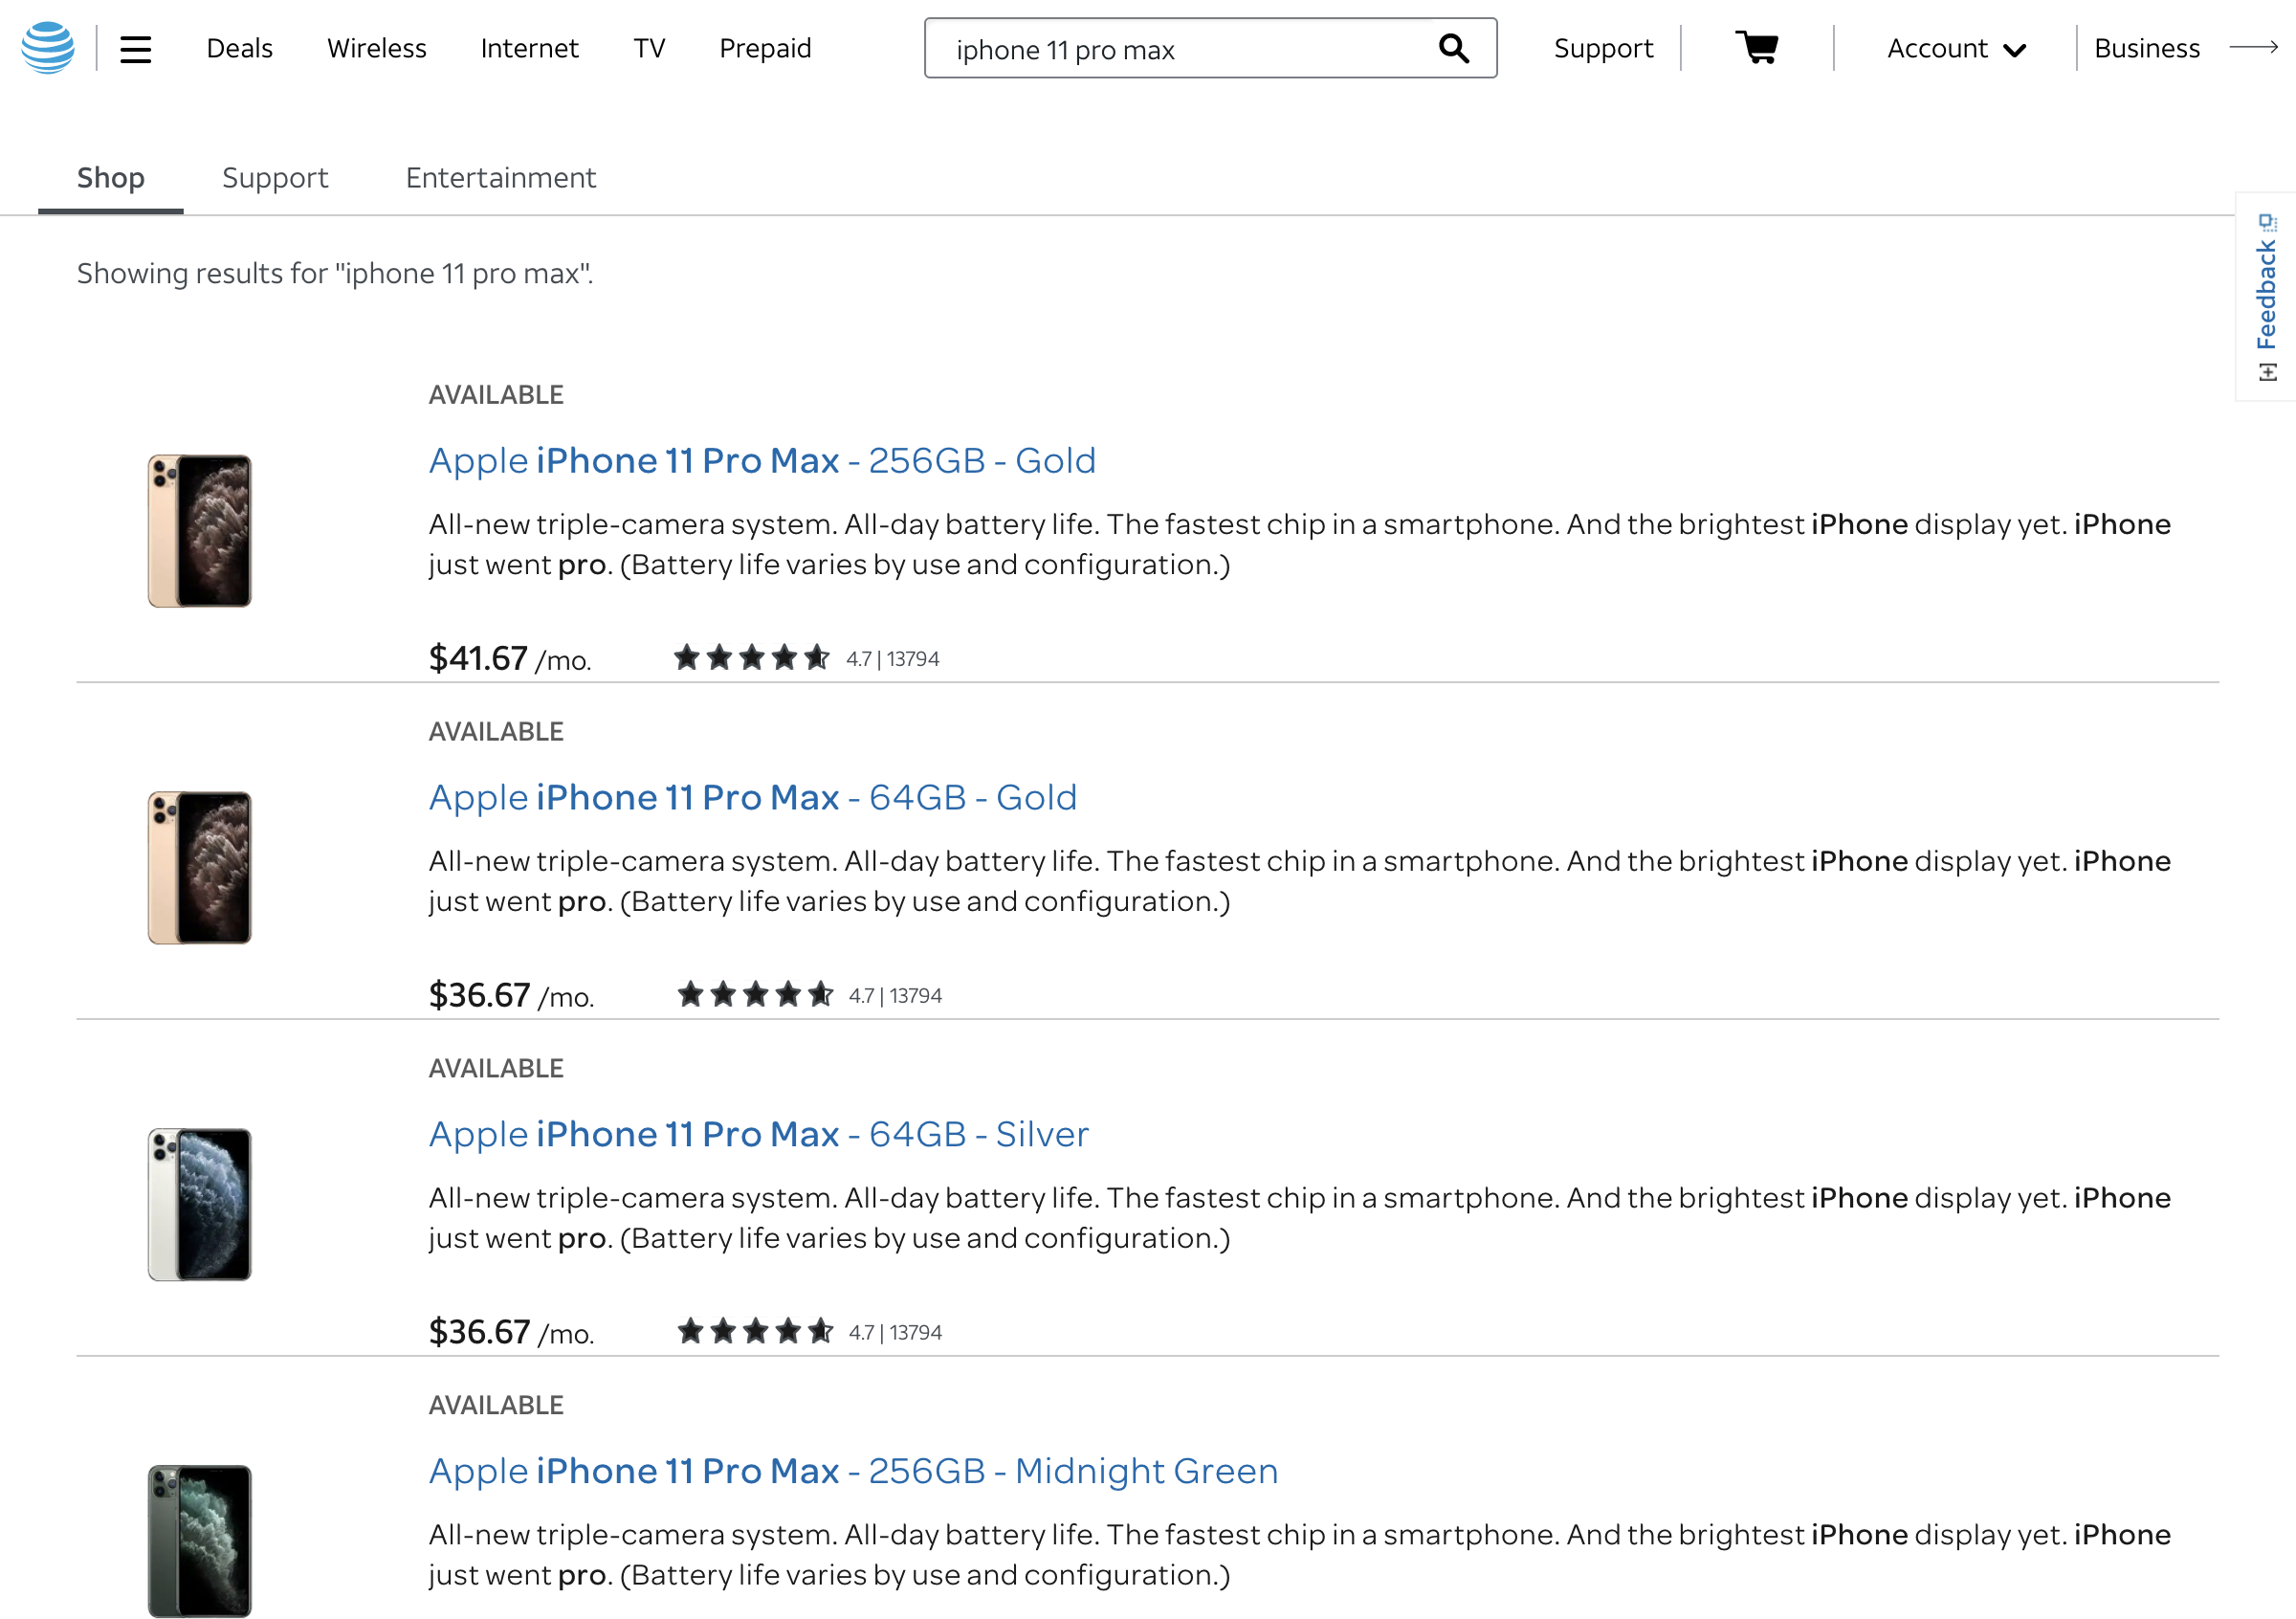 Deals Wireless Internet TV Prepaid iphone 11 pro max Support Account Business
Shop Support Entertainment
Feedback
Showing results for "iphone 11 pro max".
AVAILABLE
Apple iPhone 11 Pro Max - 256GB - Gold
All-new triple-camera system. All-day battery life. The fastest chip in a smartphone. And the brightest iPhone display yet. iPhone
just went pro. (Battery life varies by use and configuration.)
$41.67 /mo. 4.7 | 13794
AVAILABLE
Apple iPhone 11 Pro Max - 64GB - Gold
All-new triple-camera system. All-day battery life. The fastest chip in a smartphone. And the brightest iPhone display yet. iPhone
just went pro. (Battery life varies by use and configuration.)
$36.67 /mo. 4.7 | 13794
AVAILABLE
Apple iPhone 11 Pro Max - 64GB - Silver
All-new triple-camera system. All-day battery life. The fastest chip in a smartphone. And the brightest iPhone display yet. iPhone
just went pro. (Battery life varies by use and configuration.)
$36.67 /mo. 4.7 | 13794
AVAILABLE
Apple iPhone 11 Pro Max - 256GB - Midnight Green
All-new triple-camera system. All-day battery life. The fastest chip in a smartphone. And the brightest iPhone display yet. iPhone
just went pro. (Battery life varies by use and configuration.)